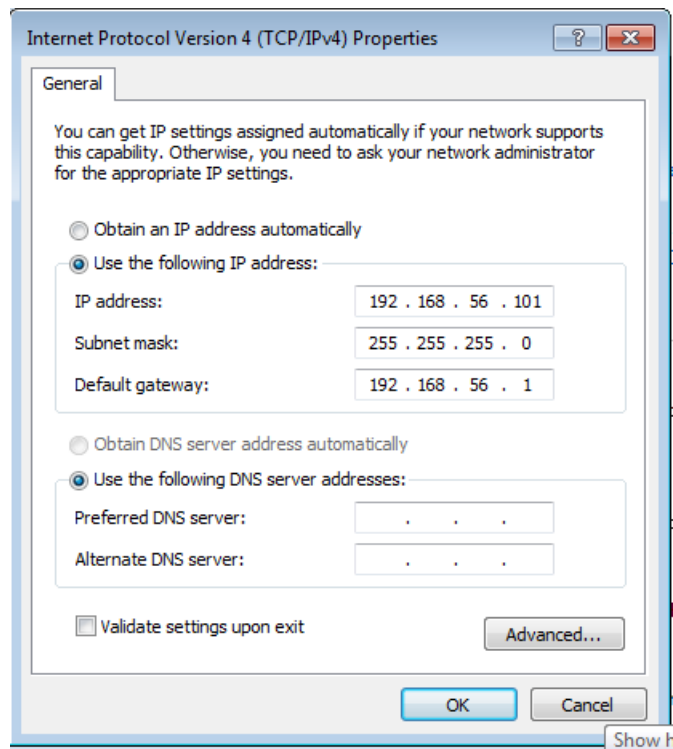 Internet Protocol Version 4 (TCP/IPv4) Properties
General
You can get IP settings assigned automatically if your network supports
this capability. Otherwise, you need to ask your network administrator
for the appropriate IP settings.
Obtain an IP address automatically
Use the following IP address:
IP address: 192 . 168 . 56 . 101
Subnet mask: 255 . 255 . 255 . 0
Default gateway: 192 . 168 . 56 . 1
Obtain DNS server address automatically
Use the following DNS server addresses:
Preferred DNS server: . . .
Alternate DNS server: . . .
Validate settings upon exit
Advanced...
OK Cancel
Show